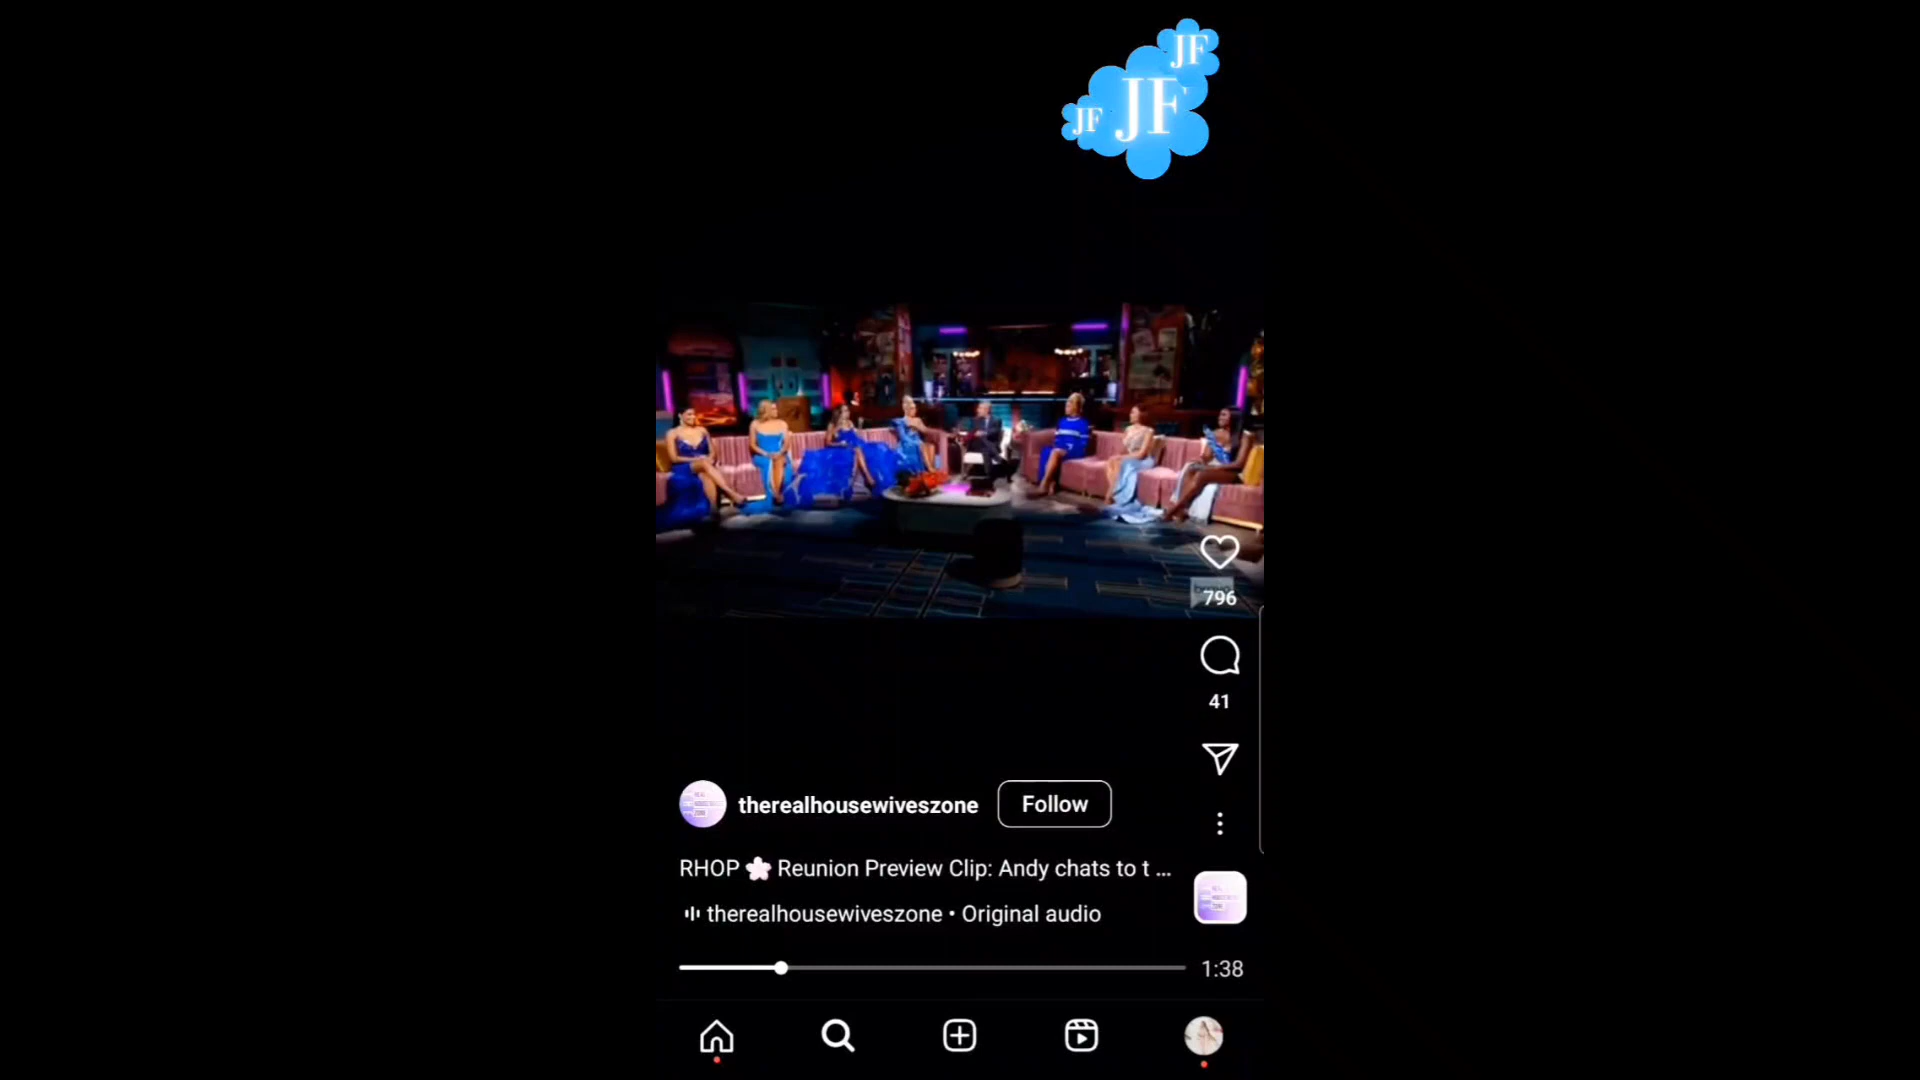 JF
JF
JF
796
41
therealhousewiveszone
Follow
RHOP 🌸 Reunion Preview Clip: Andy chats to t ...
therealhousewiveszone • Original audio
1:38